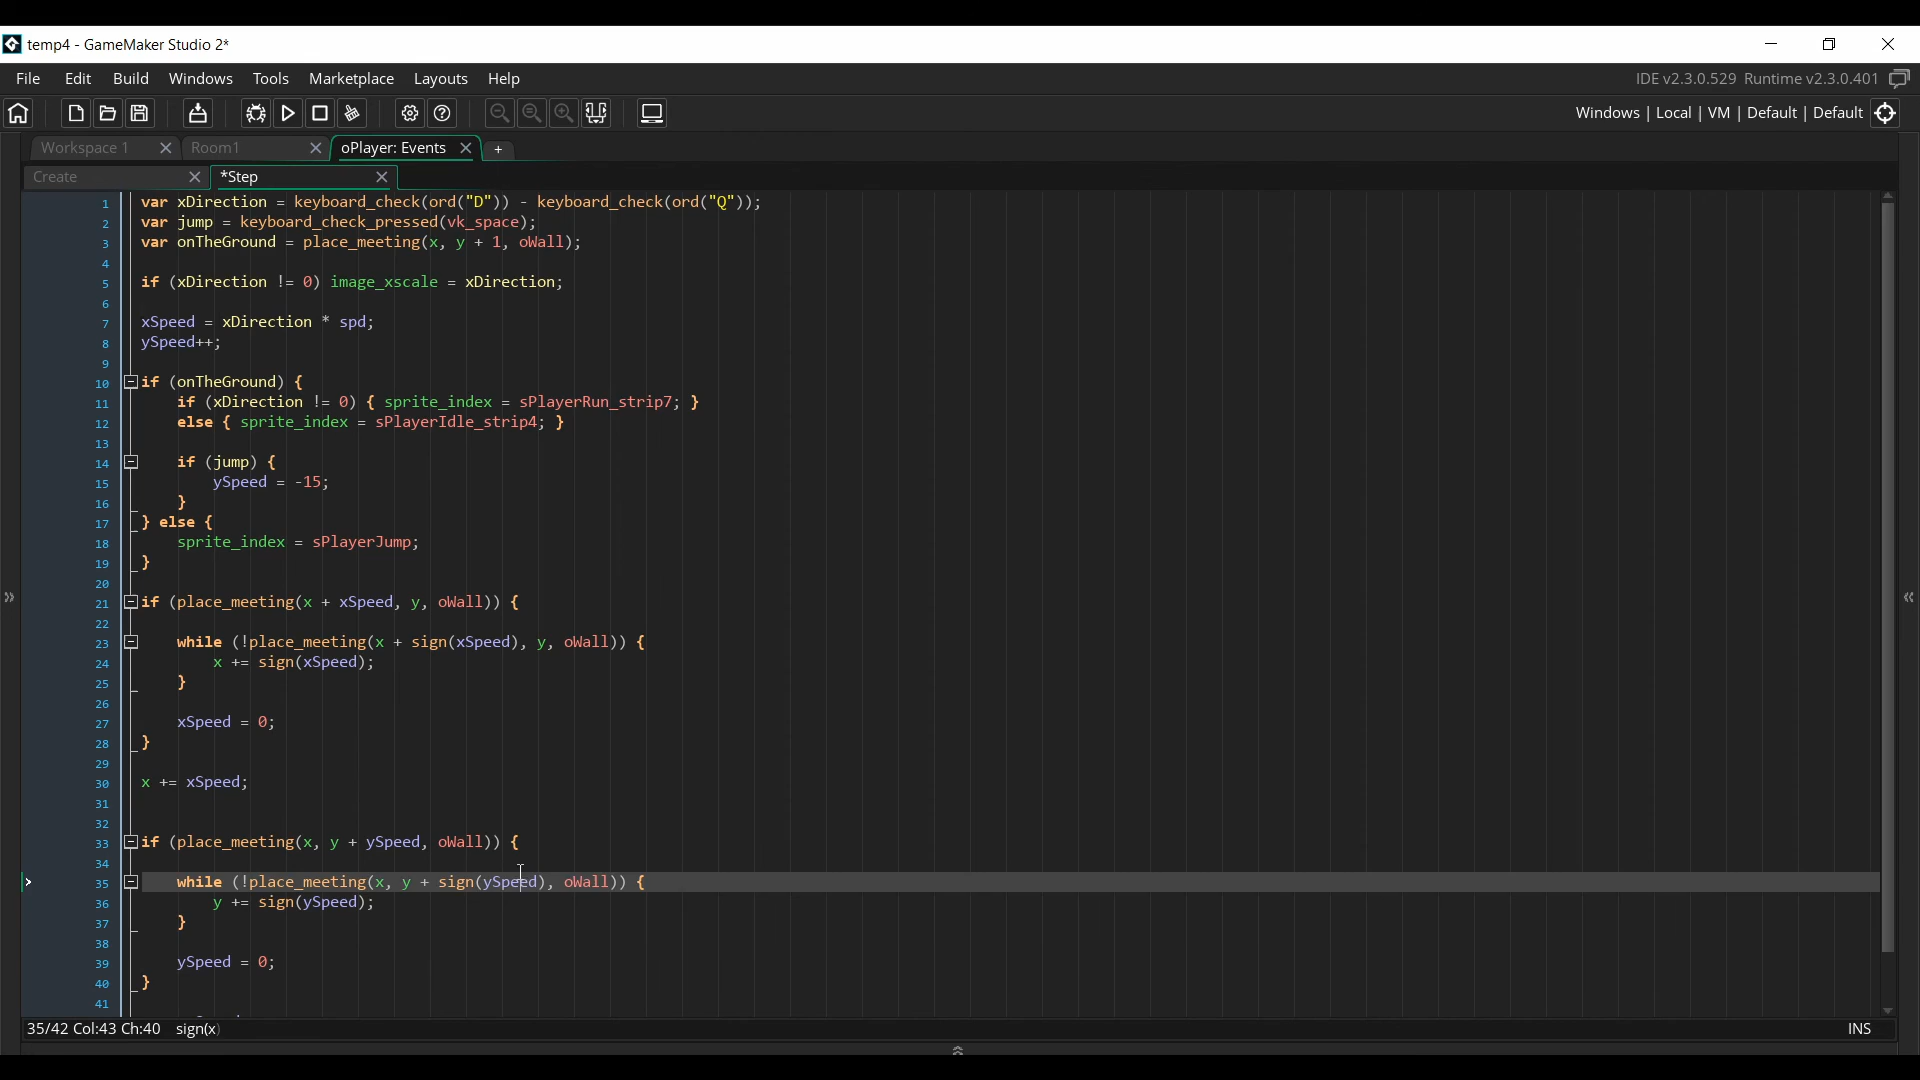 temp4 - GameMaker Studio 2*
File Edit Build Windows Tools Marketplace Layouts Help
IDE v2.3.0.529 Runtime v2.3.0.401
Windows | Local | VM | Default | Default
Workspace 1 Room1 oPlayer: Events +
Create *Step
1 var xDirection = keyboard_check(ord("D")) - keyboard_check(ord("Q"));
2 var jump = keyboard_check_pressed(vk_space);
3 var onTheGround = place_meeting(x, y + 1, oWall);
4
5 if (xDirection != 0) image_xscale = xDirection;
6
7 xSpeed = xDirection * spd;
8 ySpeed++;
9
10 if (onTheGround) {
11 if (xDirection != 0) { sprite_index = sPlayerRun_strip7; }
12 else { sprite_index = sPlayerIdle_strip4; }
13
14 if (jump) {
15 ySpeed = -15;
16 }
17 } else {
18 sprite_index = sPlayerJump;
19 }
20
21 if (place_meeting(x + xSpeed, y, oWall)) {
22
23 while (!place_meeting(x + sign(xSpeed), y, oWall)) {
24 x += sign(xSpeed);
25 }
26
27 xSpeed = 0;
28 }
29
30 x += xSpeed;
31
32
33 if (place_meeting(x, y + ySpeed, oWall)) {
34
35 while (!place_meeting(x, y + sign(ySpeed), oWall)) {
36 y += sign(ySpeed);
37 }
38
39 ySpeed = 0;
40 }
41
35/42 Col:43 Ch:40 sign(x)
INS